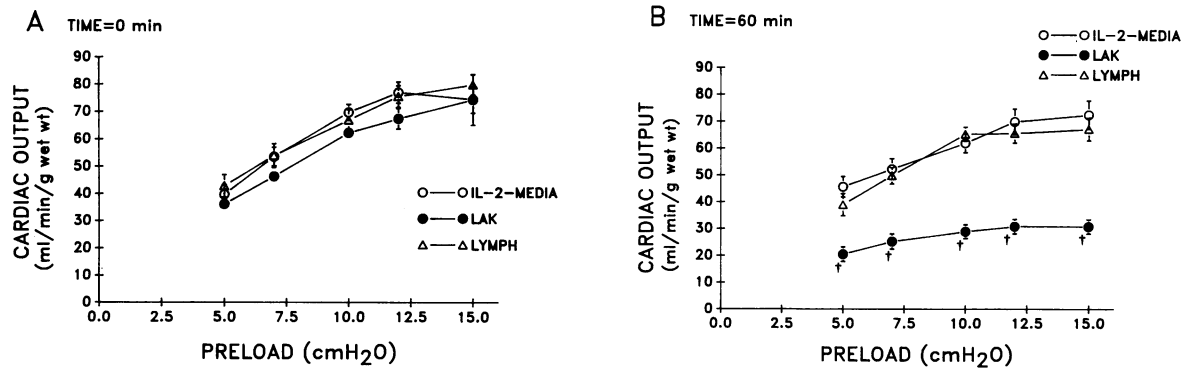 A TIME=0 min
90
80
70
60
50
40
30
20
10
0
CARDIAC OUTPUT
(ml/min/g wet wt)
IL-2-MEDIA
LAK
LYMPH
0.0 2.5 5.0 7.5 10.0 12.5 15.0
PRELOAD (cmH2O)
B TIME=60 min
IL-2-MEDIA
LAK
LYMPH
90
80
70
60
50
40
30
20
10
0
CARDIAC OUTPUT
(ml/min/g wet wt)
† † † † †
0.0 2.5 5.0 7.5 10.0 12.5 15.0
PRELOAD (cmH2O)